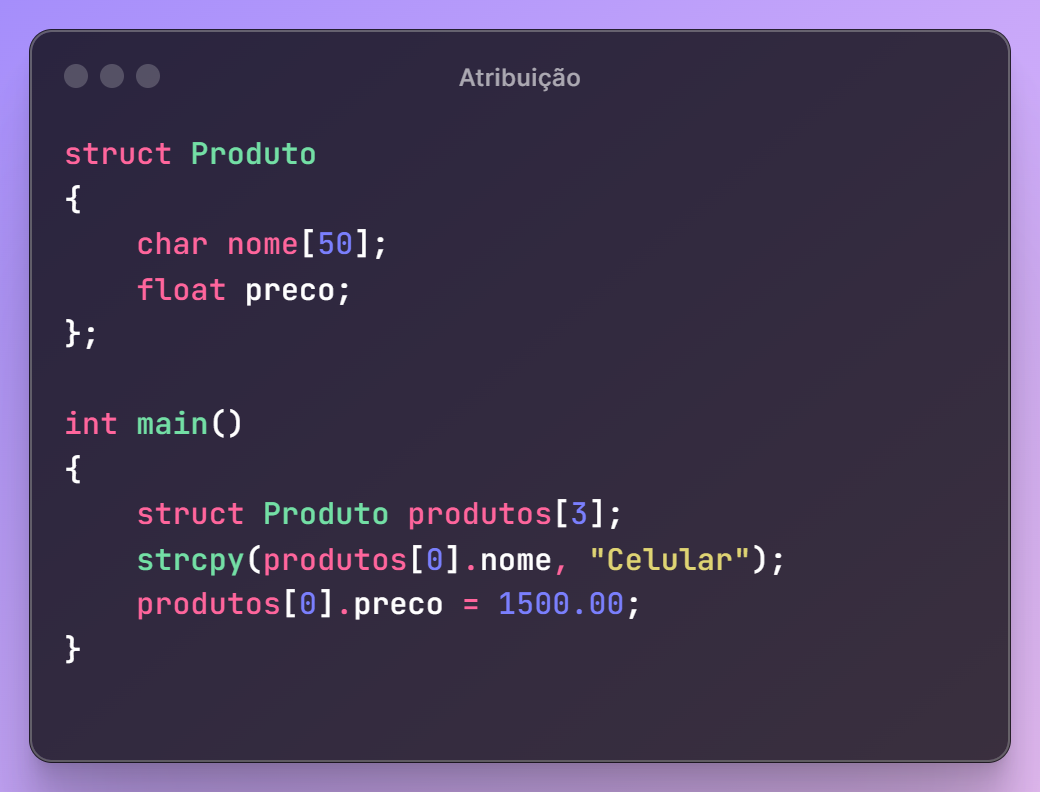 Atribuição
struct Produto
{
    char nome[50];
    float preco;
};
int main()
{
    struct Produto produtos[3];
    strcpy(produtos[0].nome, "Celular");
    produtos[0].preco = 1500.00;
}